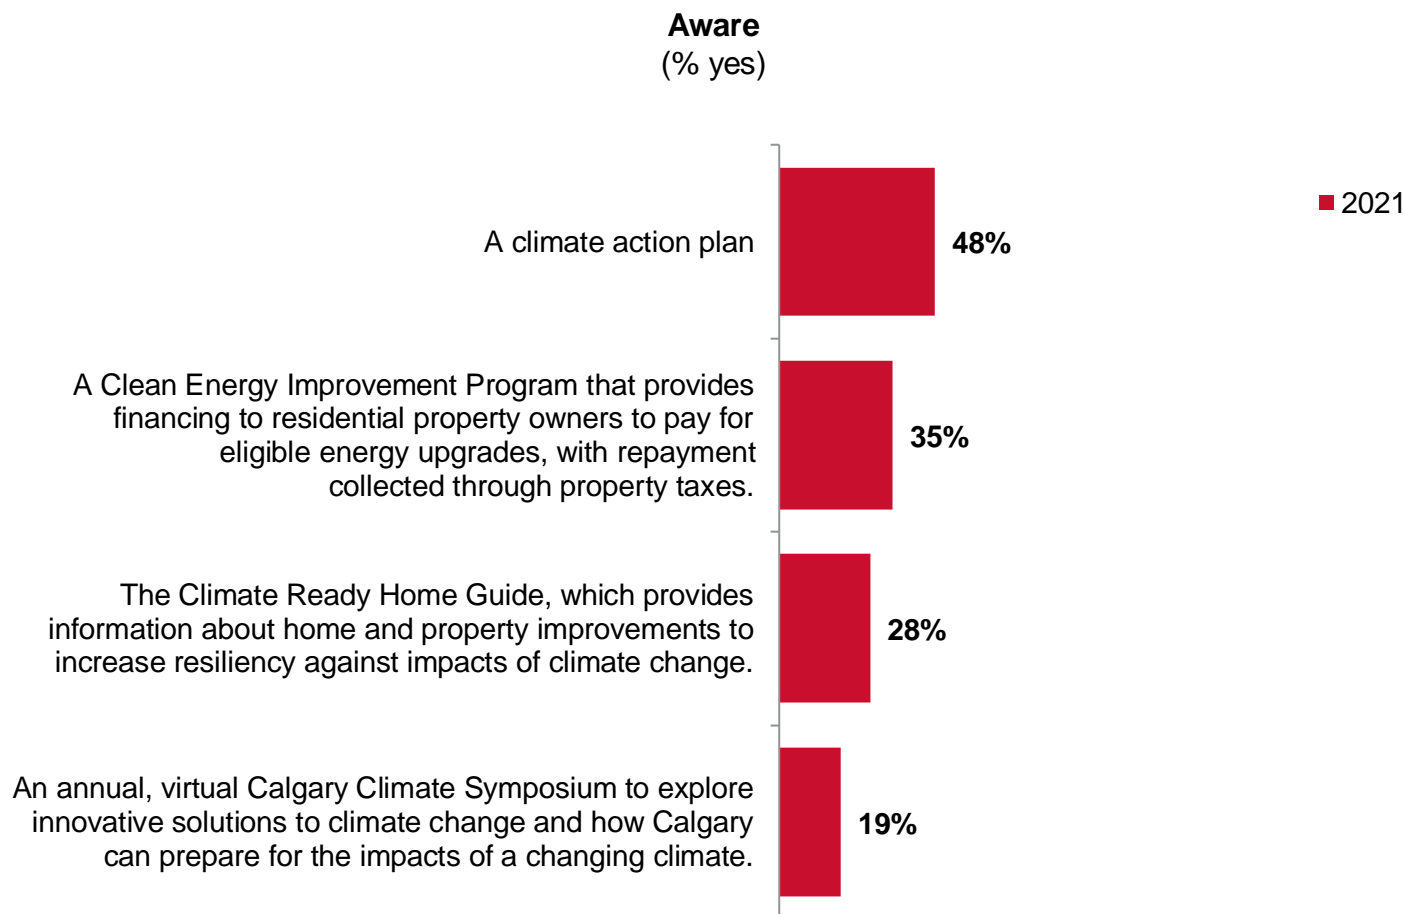 Aware
(% yes)
2021
A climate action plan
48%
A Clean Energy Improvement Program that provides
financing to residential property owners to pay for
eligible energy upgrades, with repayment
collected through property taxes.
35%
The Climate Ready Home Guide, which provides
information about home and property improvements to
increase resiliency against impacts of climate change.
28%
An annual, virtual Calgary Climate Symposium to explore
innovative solutions to climate change and how Calgary
can prepare for the impacts of a changing climate.
19%